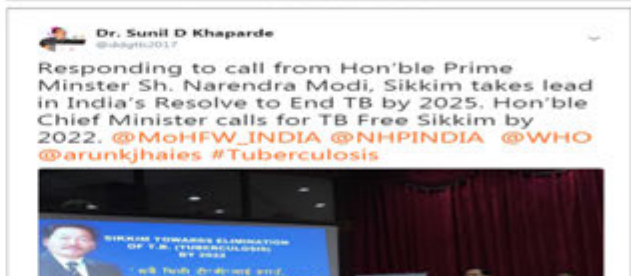 Dr. Sunil D Khaparde
@ddgtb2017
Responding to call from Hon'ble Prime
Minster Sh. Narendra Modi, Sikkim takes lead
in India's Resolve to End TB by 2025. Hon'ble
Chief Minister calls for TB Free Sikkim by
2022. @MoHFW_INDIA @NHPINDIA @WHO
@arunkjhaies #Tuberculosis
SIKKIM TOWARDS ELIMINATION
OF T.B. (TUBERCULOSIS)
BY 2022